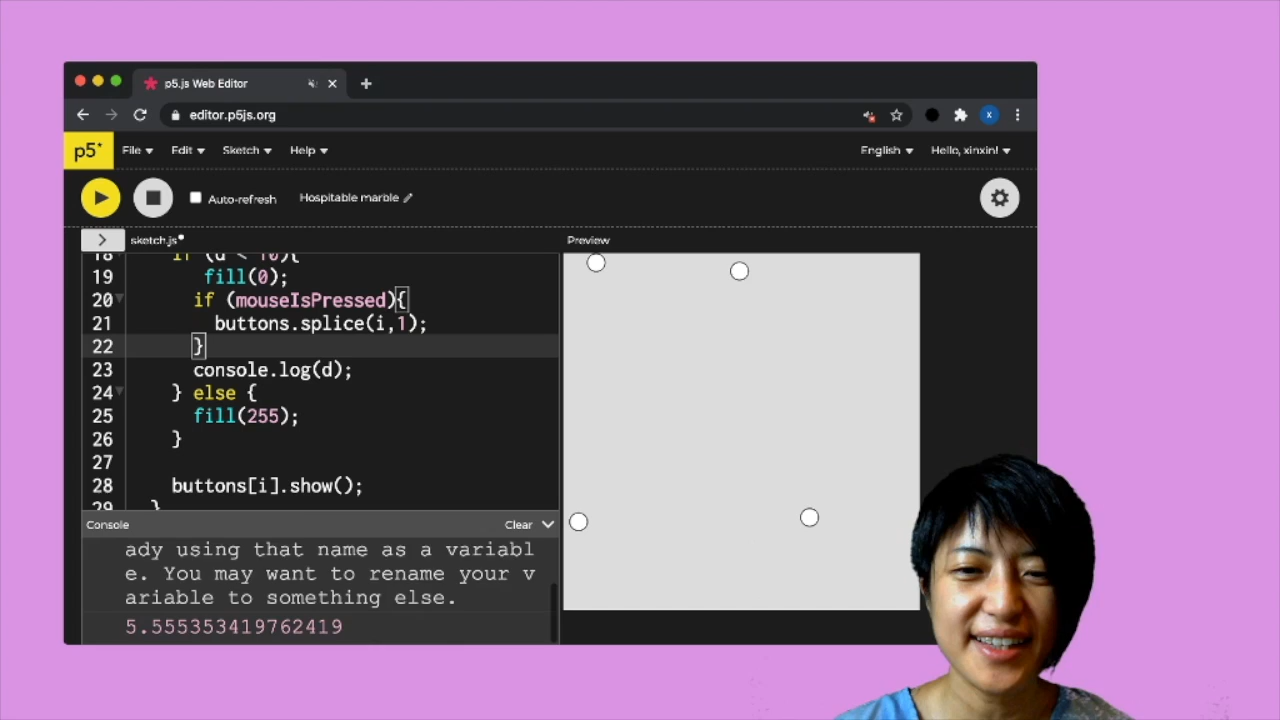 p5.js Web Editor
editor.p5js.org
x
p5*
File Edit Sketch Help
English Hello, xinxin!
Auto-refresh Hospitable marble
sketch.js
Preview
18 if (d < 10){
19 fill(0);
20 if (mouseIsPressed){
21 buttons.splice(i,1);
22 }
23 console.log(d);
24 } else {
25 fill(255);
26 }
27
28 buttons[i].show();
29 }
Console Clear
ady using that name as a variabl
e. You may want to rename your v
ariable to something else.
5.555353419762419